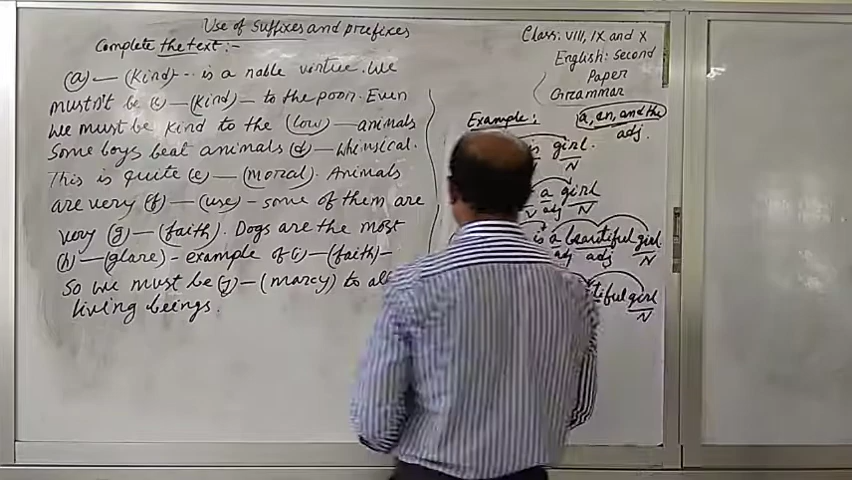 Use of Suffixes and prefixes
Complete the text:-
(a) — (kind) -- is a noble virtue. We
mustn't be (b) — (kind) — to the poor. Even
we must be kind to the (low) — animals
Some boys beat animals (d) — whimsical.
This is quite (e) — (moral). Animals
are very (f) — (use) - some of them are
very (g) — (faith). Dogs are the most
(h) — (glare) - example of (i) — (faith) -
So we must be (j) — (marcy) to all
living beings.
Class: VIII, IX and X
English: Second
Paper
Grammar
Example:
a, an, and the
adj.
girl.
N
a girl
V adj N
is a beautiful girl
adj adj N
tiful girl
N